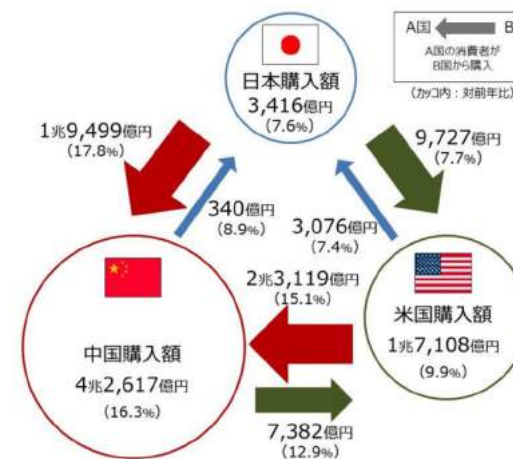 A国 B
A国の消費者が
B国から購入
(カッコ内：対前年比)
日本購入額
3,416億円
(7.6%)
1兆9,499億円
(17.8%)
9,727億円
(7.7%)
340億円
(8.9%)
3,076億円
(7.4%)
2兆3,119億円
(15.1%)
米国購入額
1兆7,108億円
(9.9%)
中国購入額
4兆2,617億円
(16.3%)
7,382億円
(12.9%)